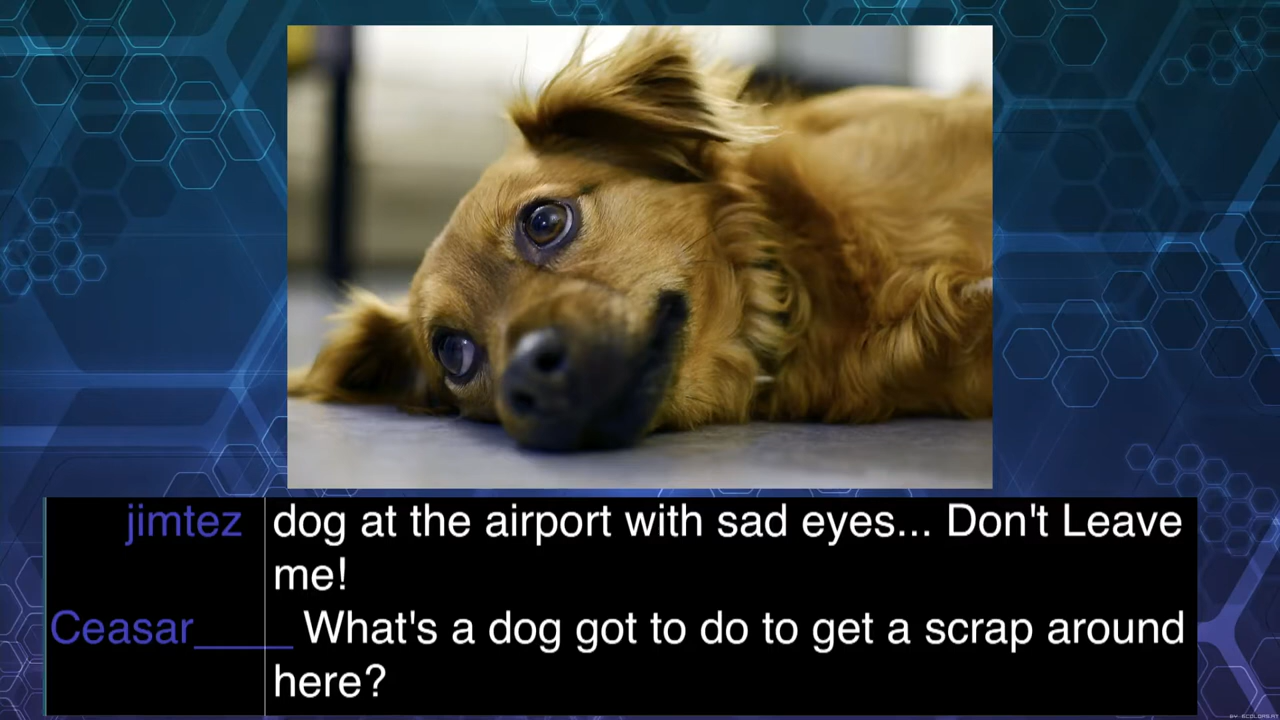 jimtez dog at the airport with sad eyes... Don't Leave
me!
Ceasar____ What's a dog got to do to get a scrap around
here?